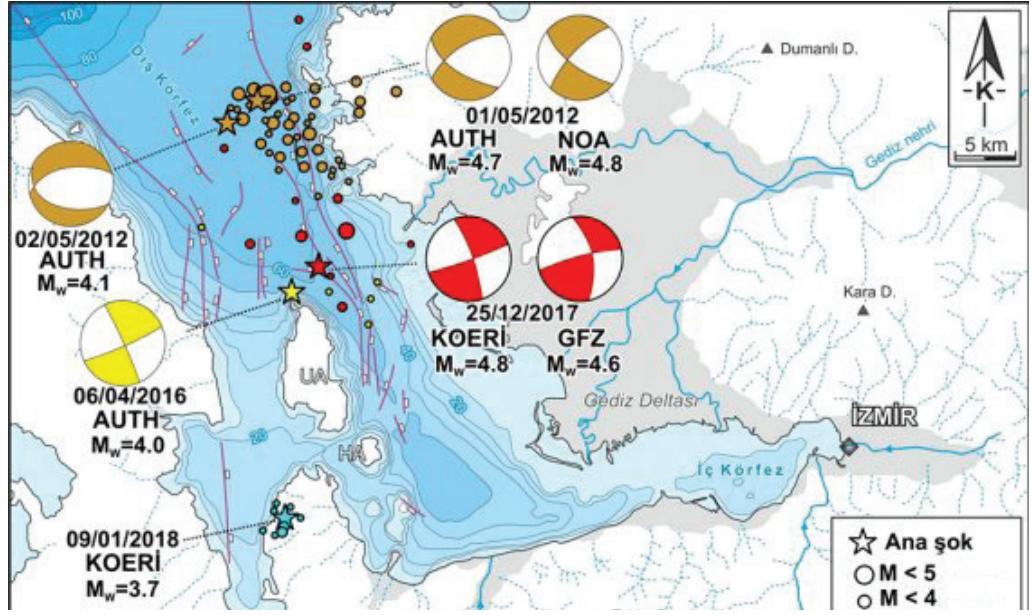 100
80
Dış Körfez
Dumanlı D.
K
5 km
01/05/2012
AUTH
NOA
Mw=4.7
Mw=4.8
Gediz nehri
02/05/2012
AUTH
Mw=4.1
60
Kara D.
25/12/2017
KOERİ
GFZ
Mw=4.8
Mw=4.6
06/04/2016
AUTH
Mw=4.0
UA
40
20
Gediz Deltası
İZMİR
20
HA
İç Körfez
09/01/2018
KOERİ
Mw=3.7
Ana şok
M < 5
M < 4